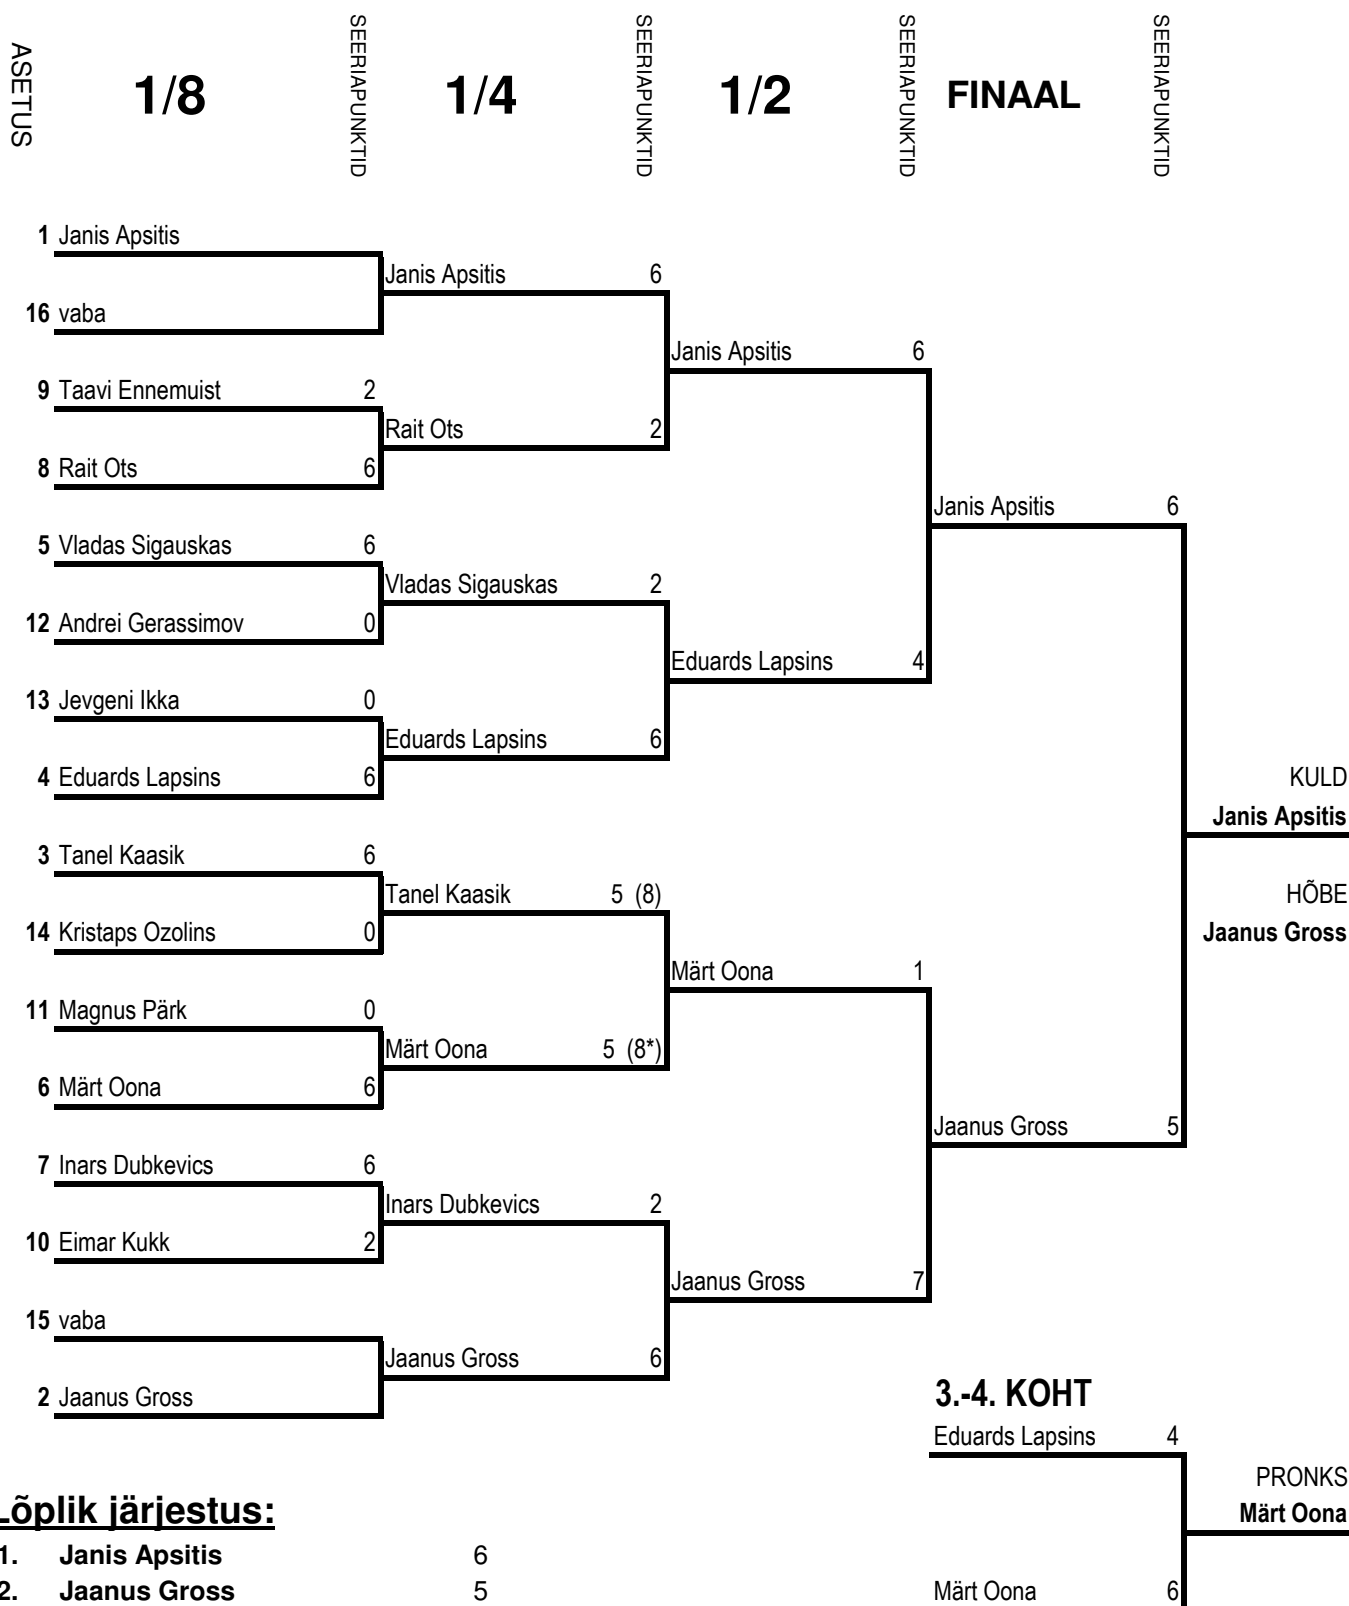 ASETUS 1/8 SEERIAPUNKTID 1/4 SEERIAPUNKTID 1/2 SEERIAPUNKTID FINAAL SEERIAPUNKTID
1 Janis Apsitis
Janis Apsitis 6
16 vaba
Janis Apsitis 6
9 Taavi Ennemuist 2
Rait Ots 2
8 Rait Ots 6
Janis Apsitis 6
5 Vladas Sigauskas 6
Vladas Sigauskas 2
12 Andrei Gerassimov 0
Eduards Lapsins 4
13 Jevgeni Ikka 0
Eduards Lapsins 6
4 Eduards Lapsins 6 KULD
Janis Apsitis
3 Tanel Kaasik 6
Tanel Kaasik 5 (8) HÕBE
14 Kristaps Ozolins 0 Jaanus Gross
Märt Oona 1
11 Magnus Pärk 0
Märt Oona 5 (8*)
6 Märt Oona 6
Jaanus Gross 5
7 Inars Dubkevics 6
Inars Dubkevics 2
10 Eimar Kukk 2
Jaanus Gross 7
15 vaba
Jaanus Gross 6
2 Jaanus Gross 3.-4. KOHT
Eduards Lapsins 4
PRONKS
Lõplik järjestus: Märt Oona
1. Janis Apsitis 6
2. Jaanus Gross 5 Märt Oona 6